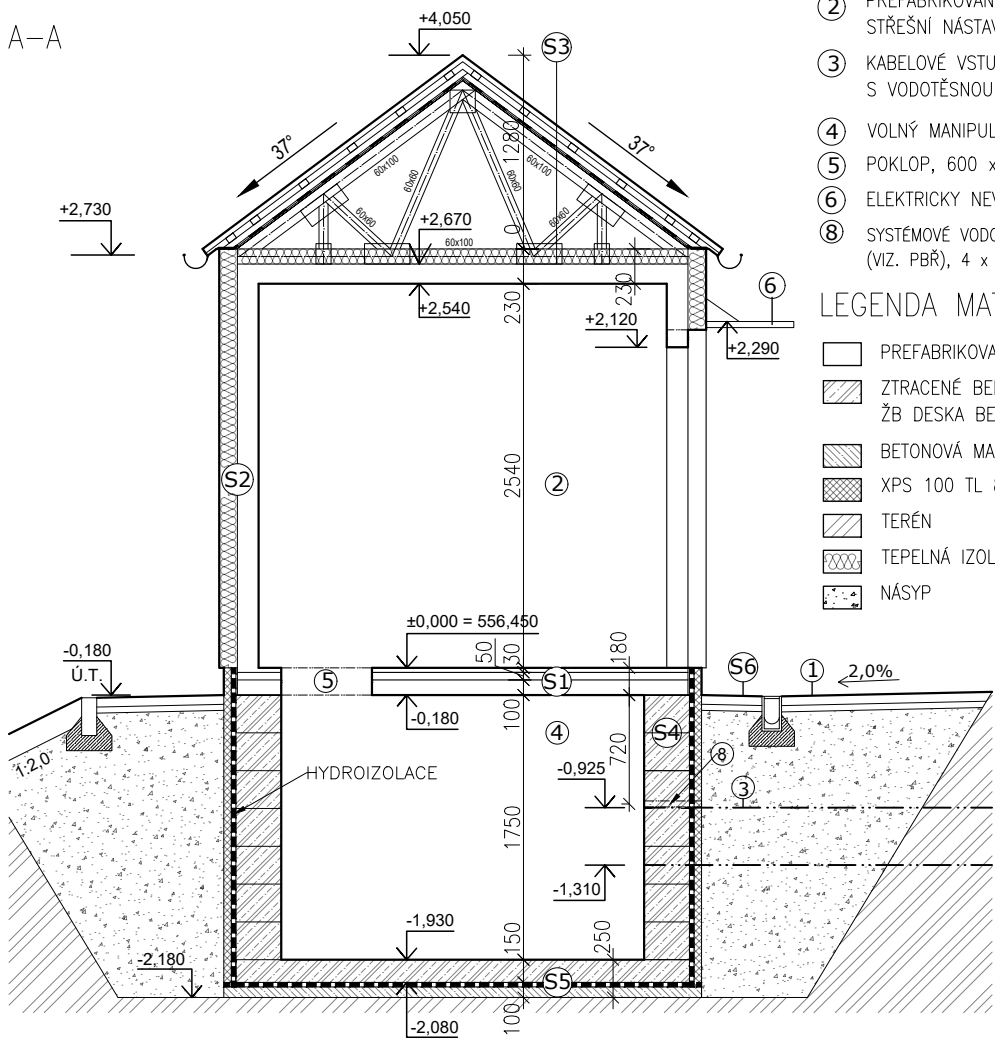 A-A
+4,050
S3
37°
37°
1280
60x100
60x60
60x60
60x100
60x60
60x60
+2,730
+2,670
0
60x100
230
230
+2,540
+2,120
6
+2,290
S2
2540
2
±0,000 = 556,450
50
30
180
-0,180
Ú.T.
5
S1
S6
1
2,0%
-0,180
100
4
S4
720
8
1:2,0
HYDROIZOLACE
-0,925
3
1750
-1,310
-1,930
150
250
-2,180
S5
-2,080
100
2 PREFABRIKOVAN
STŘEŠNÍ NÁSTAV
3 KABELOVÉ VSTU
S VODOTĚSNOU
4 VOLNÝ MANIPUL
5 POKLOP, 600 x
6 ELEKTRICKY NEV
8 SYSTÉMOVÉ VODO
(VIZ. PBŘ), 4 x
LEGENDA MAT
PREFABRIKOVA
ZTRACENÉ BE
ŽB DESKA BE
BETONOVÁ MA
XPS 100 TL
TERÉN
TEPELNÁ IZOL
NÁSYP